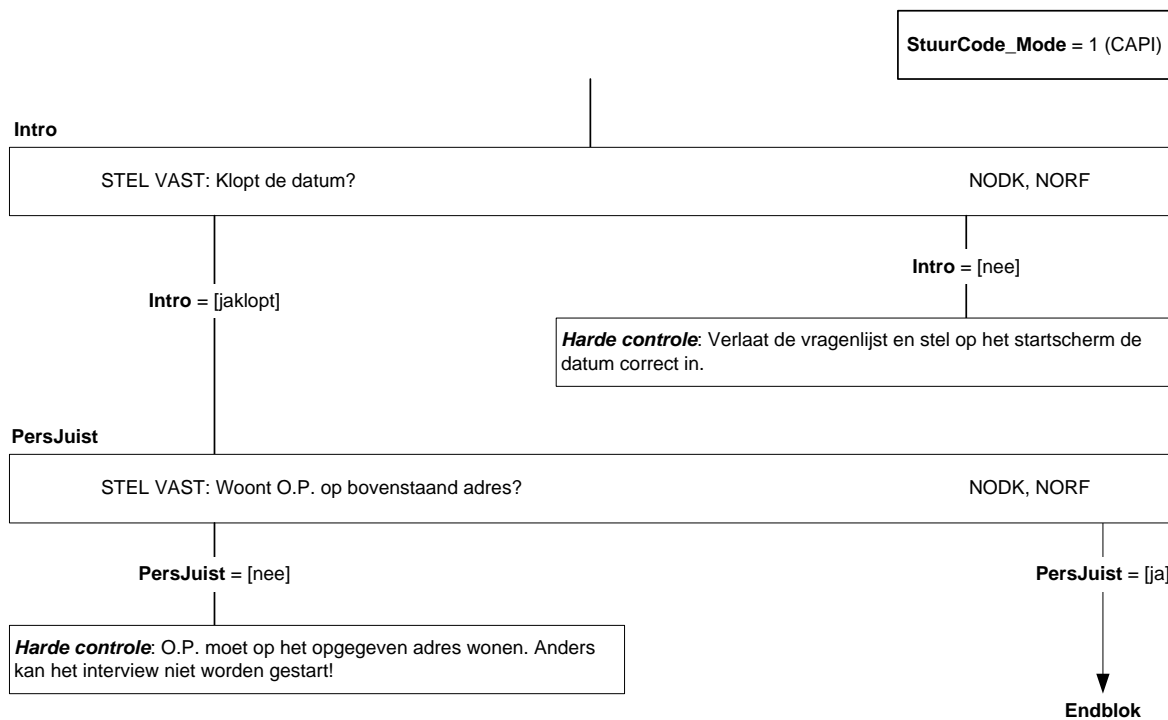 StuurCode_Mode = 1 (CAPI)
Intro
STEL VAST: Klopt de datum? NODK, NORF
Intro = [nee]
Intro = [jaklopt]
Harde controle: Verlaat de vragenlijst en stel op het startscherm de
datum correct in.
PersJuist
STEL VAST: Woont O.P. op bovenstaand adres? NODK, NORF
PersJuist = [nee] PersJuist = [ja]
Harde controle: O.P. moet op het opgegeven adres wonen. Anders
kan het interview niet worden gestart!
Endblok